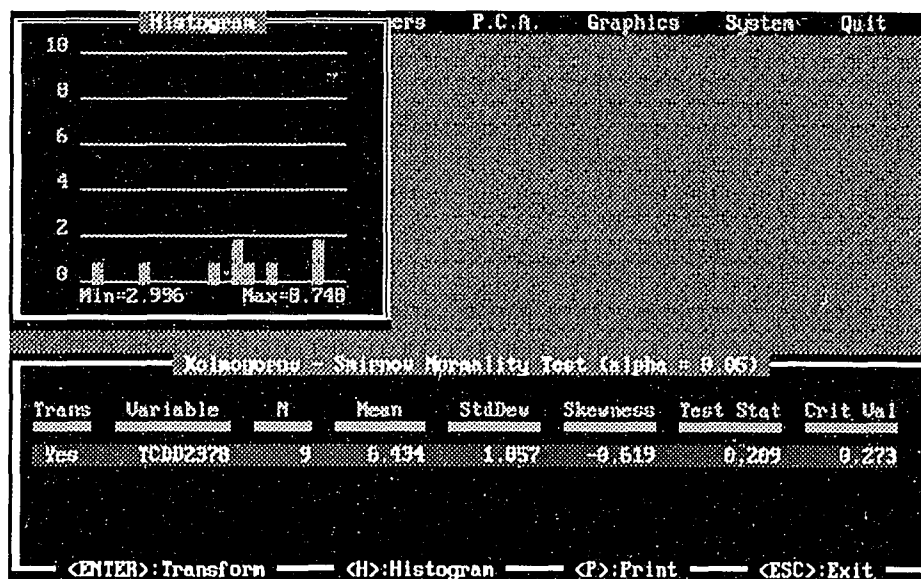 Histogram
ers P.C.A. Graphics System Quit
10
8
6
4
2
0
Min=2.996 Max=8.740
Kolmogorov - Smirnov Normality Test (alpha = 0.05)
Trans Variable N Mean StdDev Skewness Test Stat Crit Val
Yes TCDD2378 9 6.434 1.857 -0.619 0.209 0.273
<ENTER>:Transform <H>:Histogram <P>:Print <ESC>:Exit